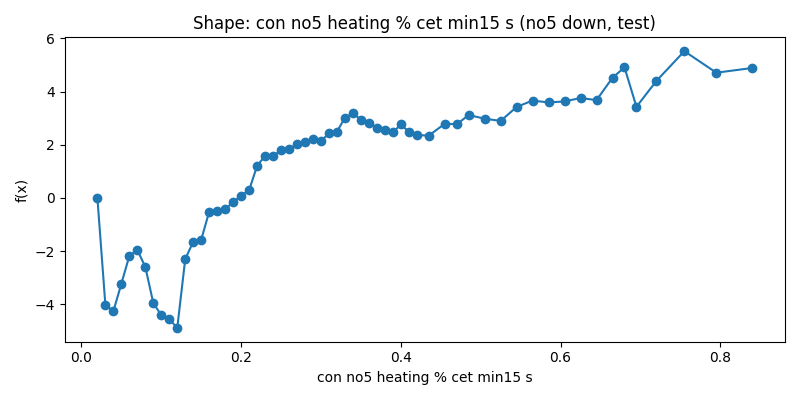 Shape: con no5 heating % cet min15 s (no5 down, test)
6
4
2
0
−2
−4
f(x)
0.0 0.2 0.4 0.6 0.8
con no5 heating % cet min15 s